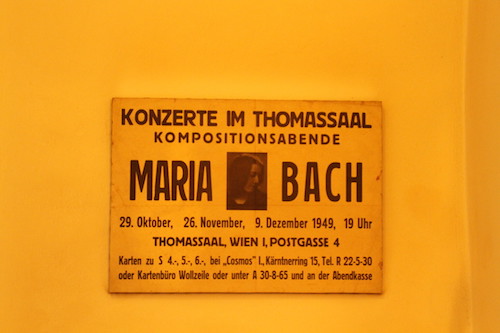 KONZERTE IM THOMASSAAL
KOMPOSITIONSABENDE
MARIA BACH
29. Oktober, 26. November, 9. Dezember 1949, 19 Uhr
THOMASSAAL, WIEN I, POSTGASSE 4
Karten zu S 4.-, 5.-, 6.-, bei „Cosmos" I., Kärntnerring 15, Tel. R 22-5-30
oder Kartenbüro Wollzeile oder unter A 30-8-65 und an der Abendkasse